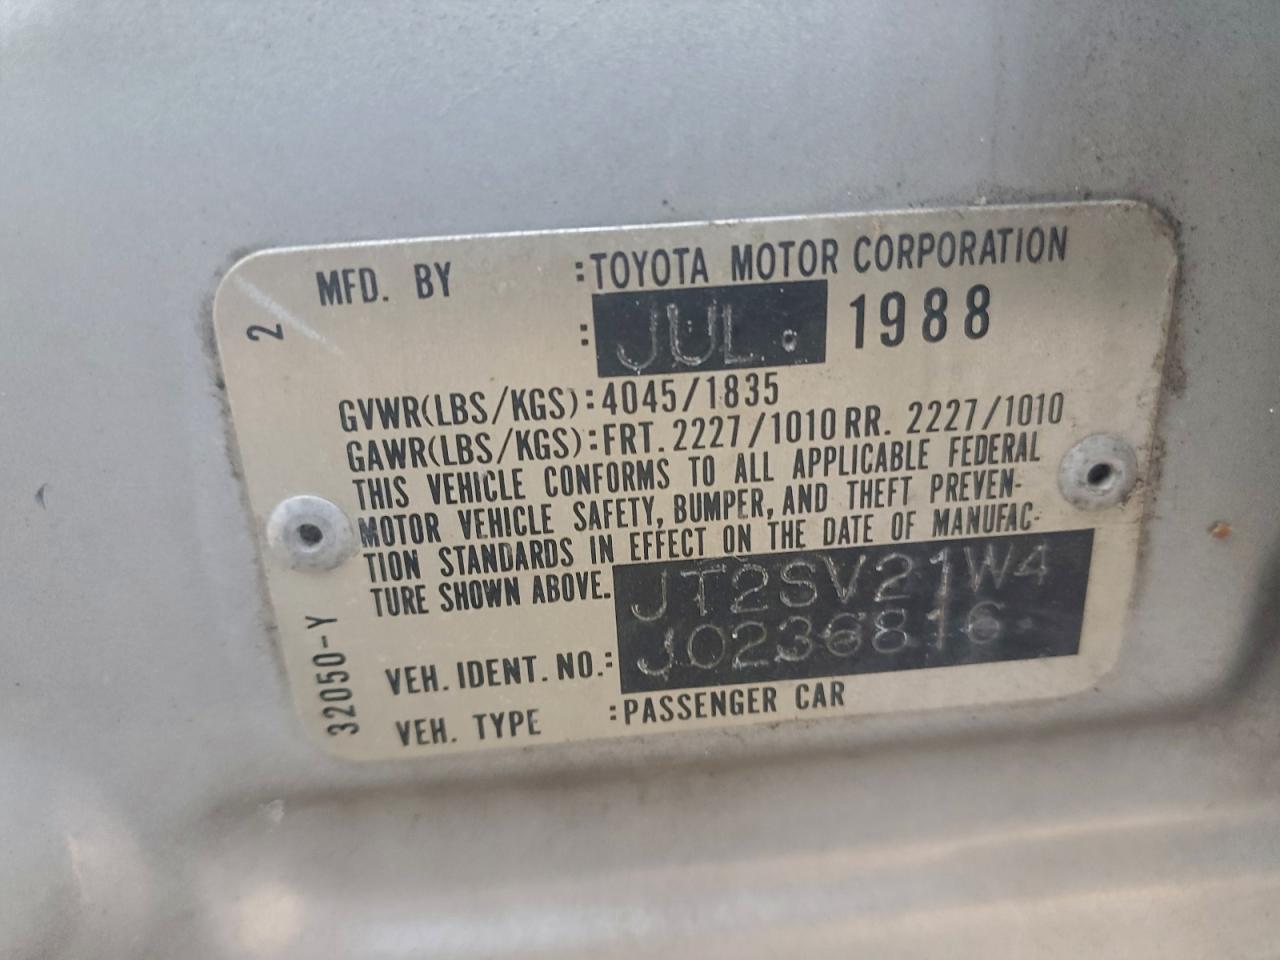 2
MFD. BY :TOYOTA MOTOR CORPORATION
: JUL. 1988
GVWR(LBS/KGS):4045/1835
GAWR(LBS/KGS):FRT. 2227/1010 RR. 2227/1010
THIS VEHICLE CONFORMS TO ALL APPLICABLE FEDERAL
MOTOR VEHICLE SAFETY, BUMPER, AND THEFT PREVEN-
TION STANDARDS IN EFFECT ON THE DATE OF MANUFAC-
TURE SHOWN ABOVE.
VEH. IDENT. NO.: JT2SV21W4
J0236816
VEH. TYPE :PASSENGER CAR
32050-Y